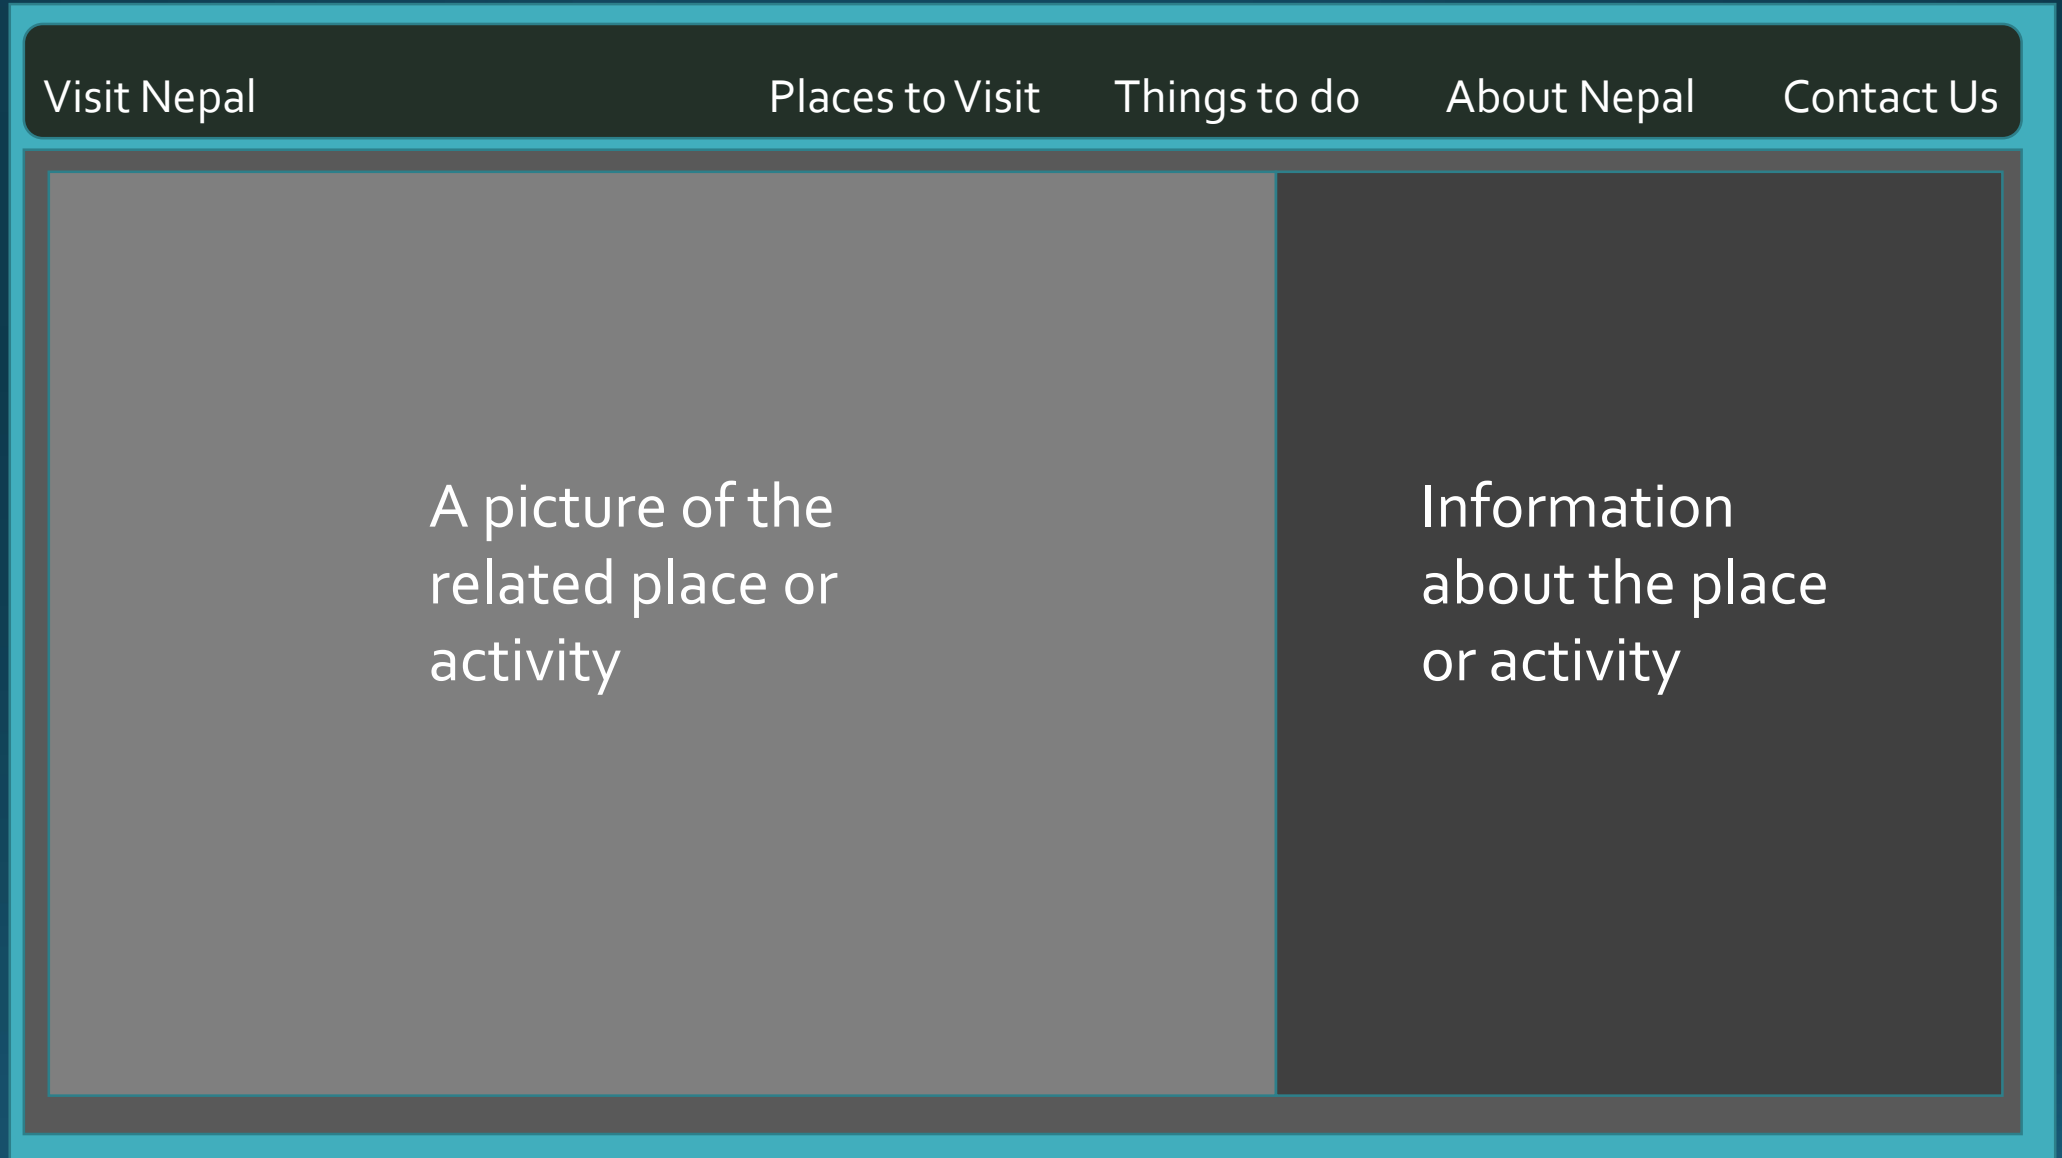 Visit Nepal
Places to Visit
Things to do
About Nepal
Contact Us
A picture of the
related place or
activity
Information
about the place
or activity